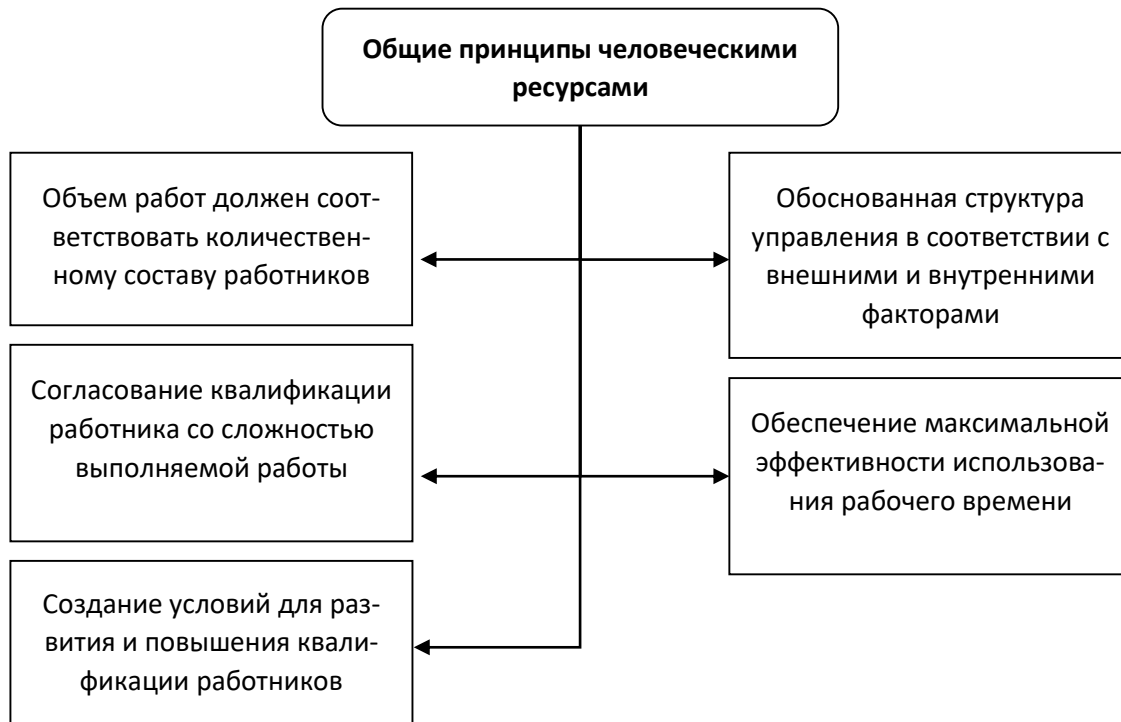 Общие принципы человеческими
ресурсами
Объем работ должен соот-
ветствовать количествен-
ному составу работников
Обоснованная структура
управления в соответствии с
внешними и внутренними
факторами
Согласование квалификации
работника со сложностью
выполняемой работы
Обеспечение максимальной
эффективности использова-
ния рабочего времени
Создание условий для раз-
вития и повышения квали-
фикации работников